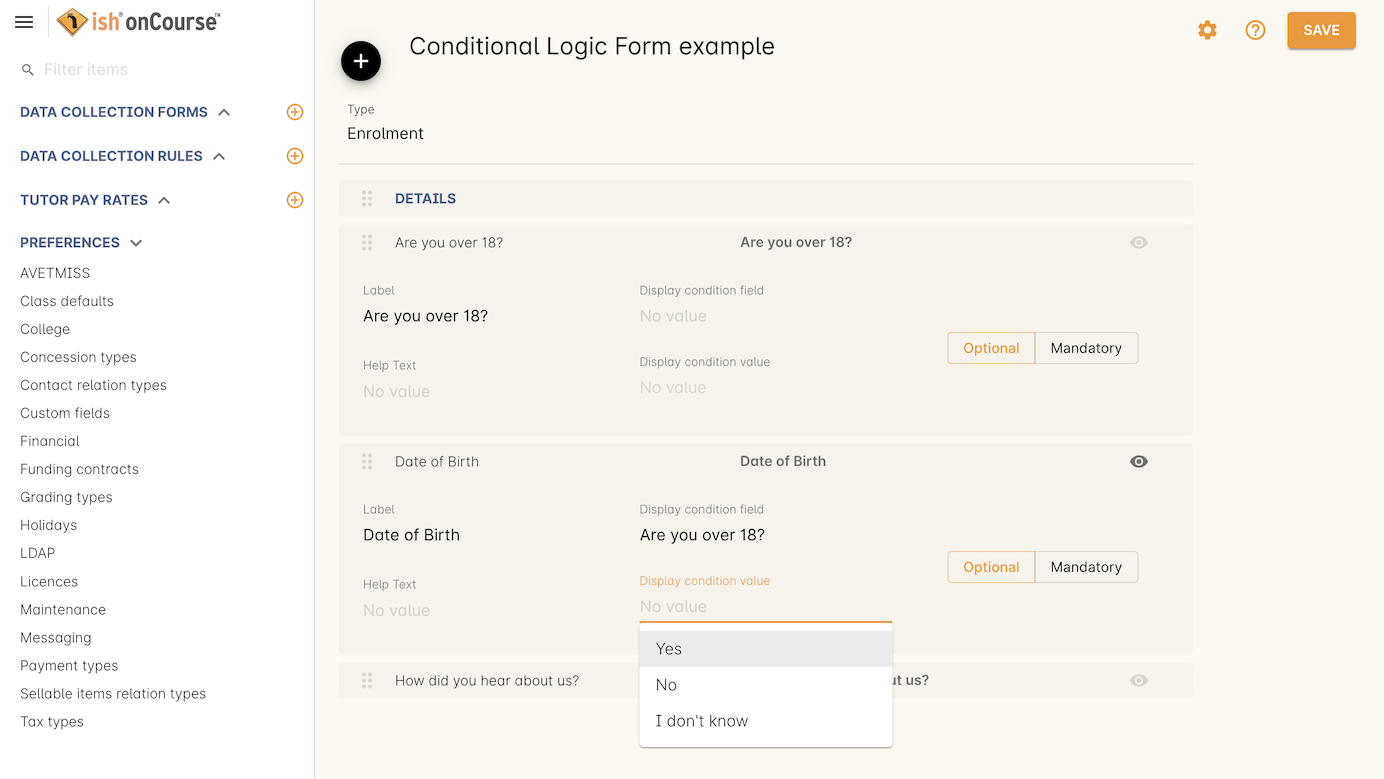 ish® onCourse™
Filter items
DATA COLLECTION FORMS
DATA COLLECTION RULES
TUTOR PAY RATES
PREFERENCES
AVETMISS
Class defaults
College
Concession types
Contact relation types
Custom fields
Financial
Funding contracts
Grading types
Holidays
LDAP
Licences
Maintenance
Messaging
Payment types
Sellable items relation types
Tax types
Conditional Logic Form example
SAVE
Type
Enrolment
DETAILS
Are you over 18? Are you over 18?
Label Display condition field
Are you over 18? No value
Optional Mandatory
Help Text Display condition value
No value No value
Date of Birth Date of Birth
Label Display condition field
Date of Birth Are you over 18?
Optional Mandatory
Help Text Display condition value
No value No value
Yes
How did you hear about us? ut us?
No
I don't know